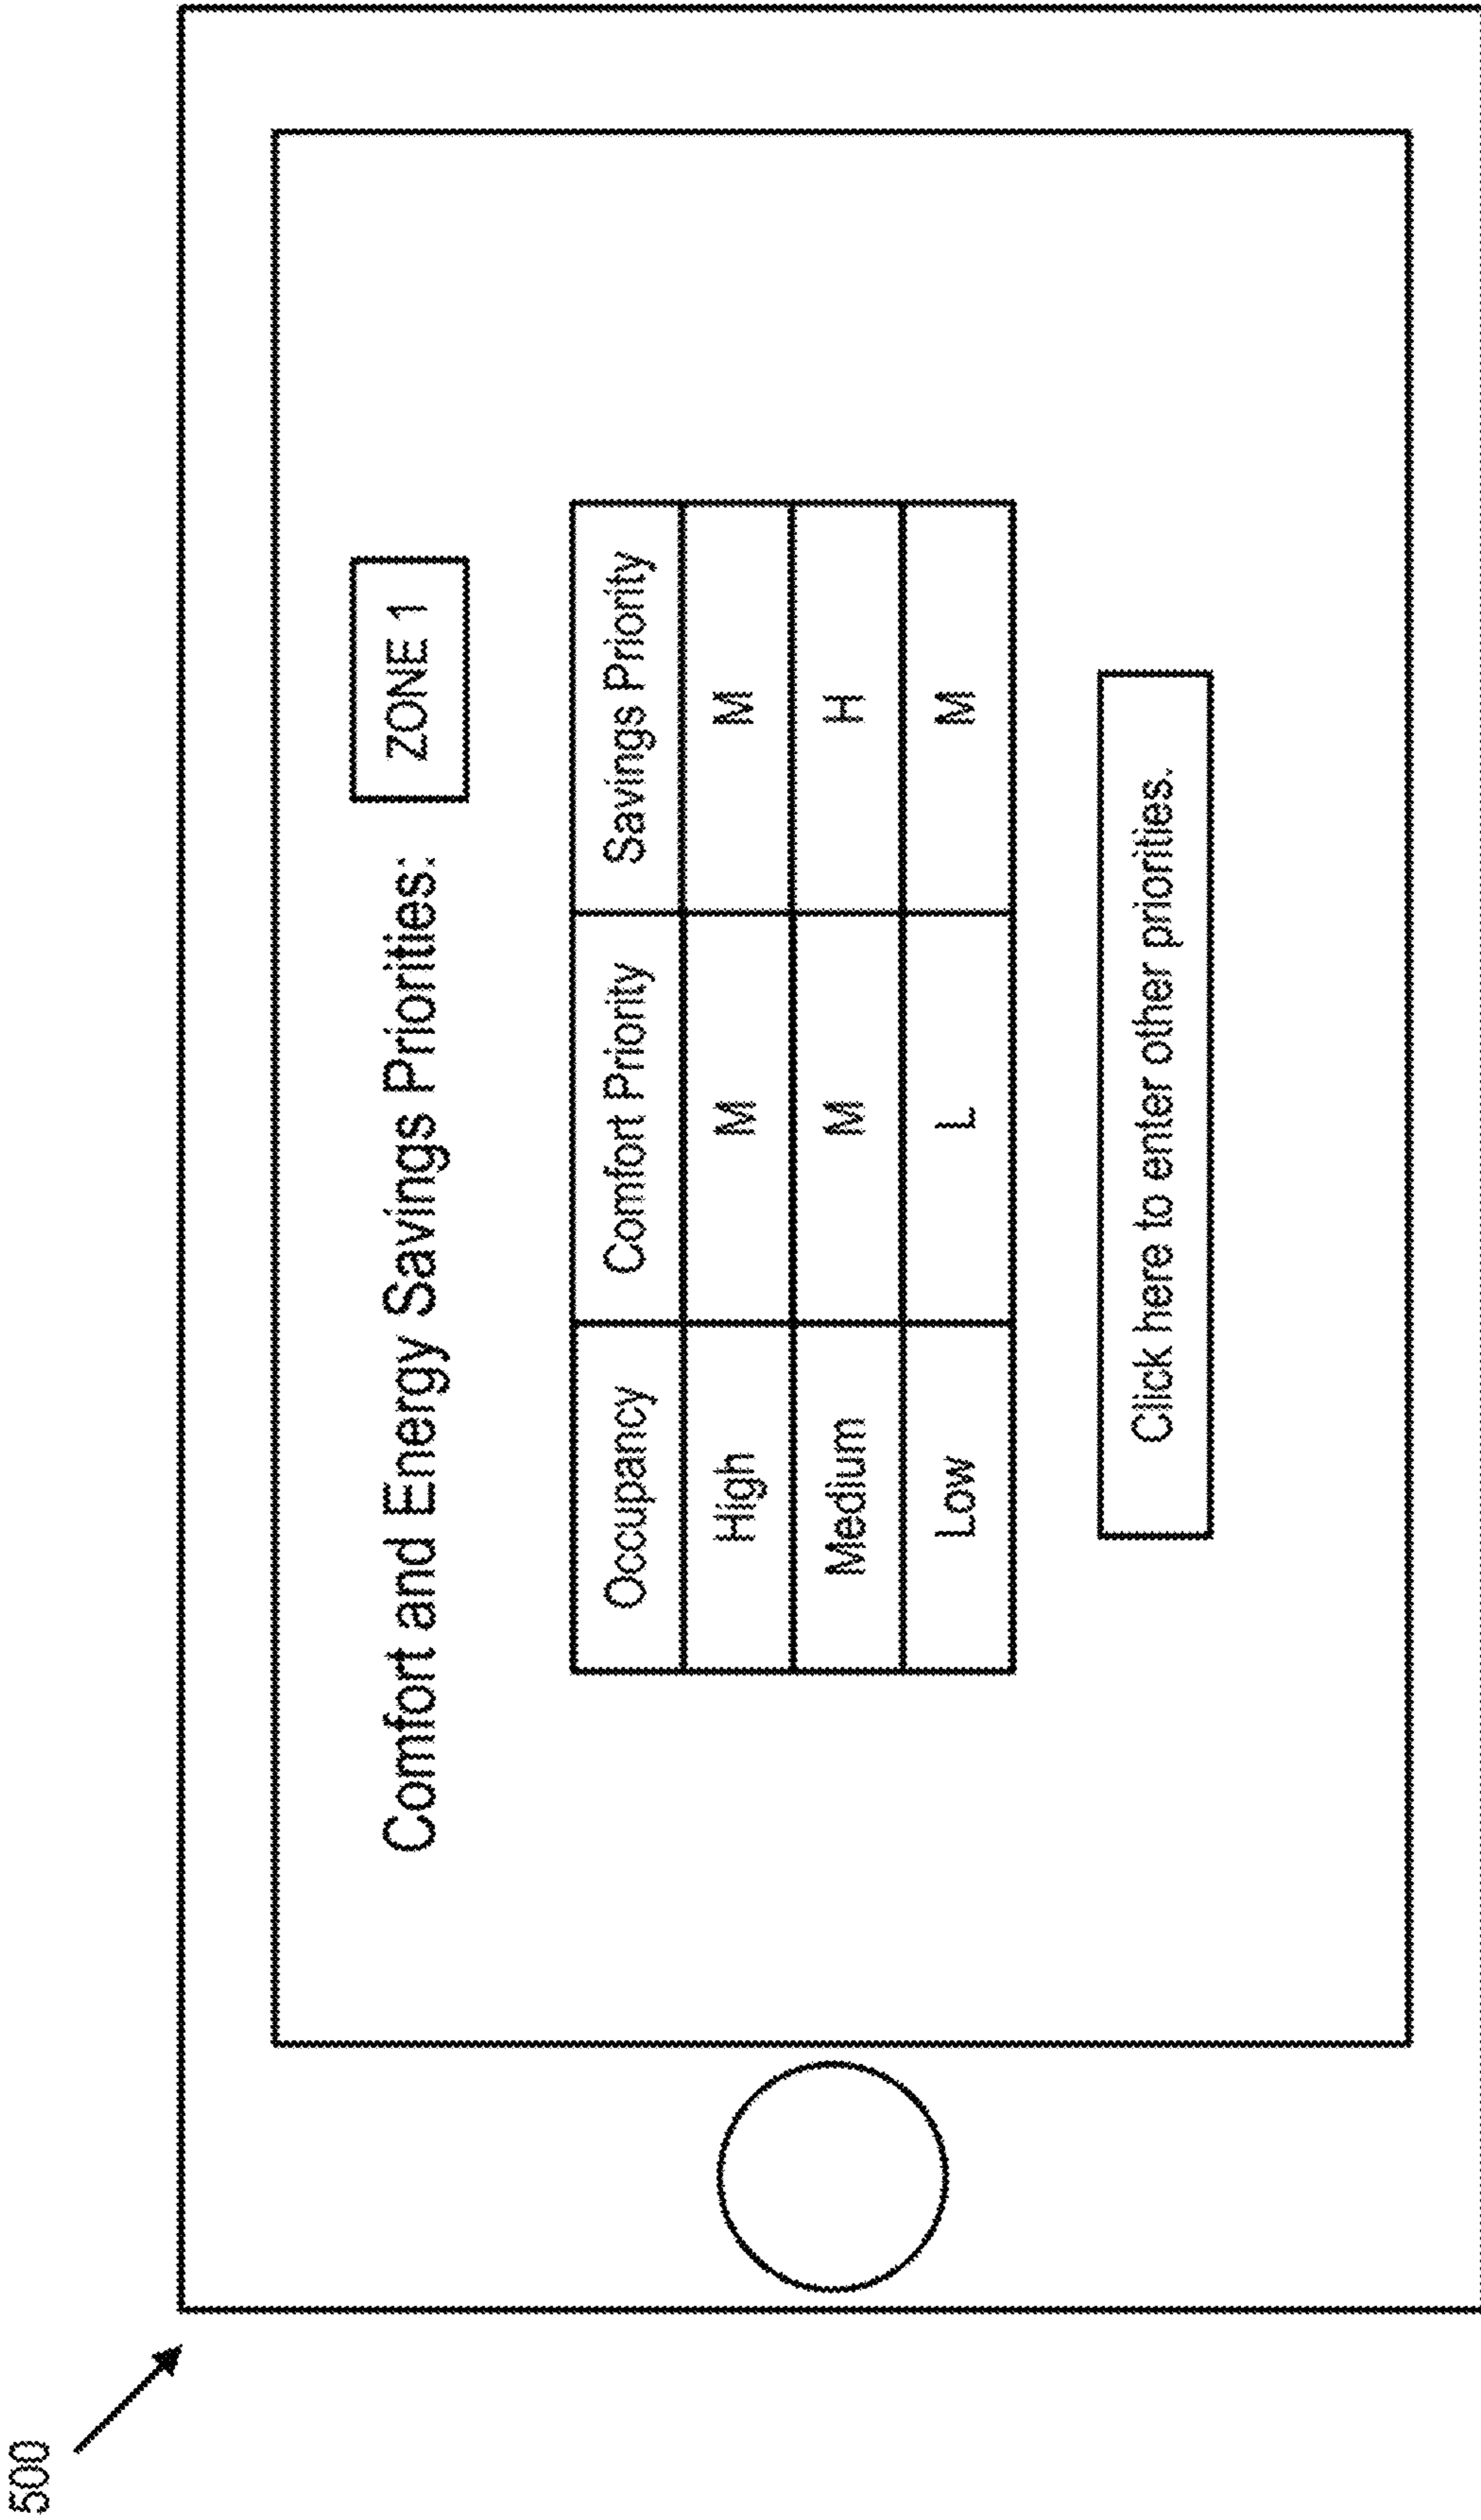 500
Comfort and Energy Savings Priorities: ZONE 1
Occupancy Comfort Priority Savings Priority
High M M
Medium M H
Low L M
Click here to enter other priorities.